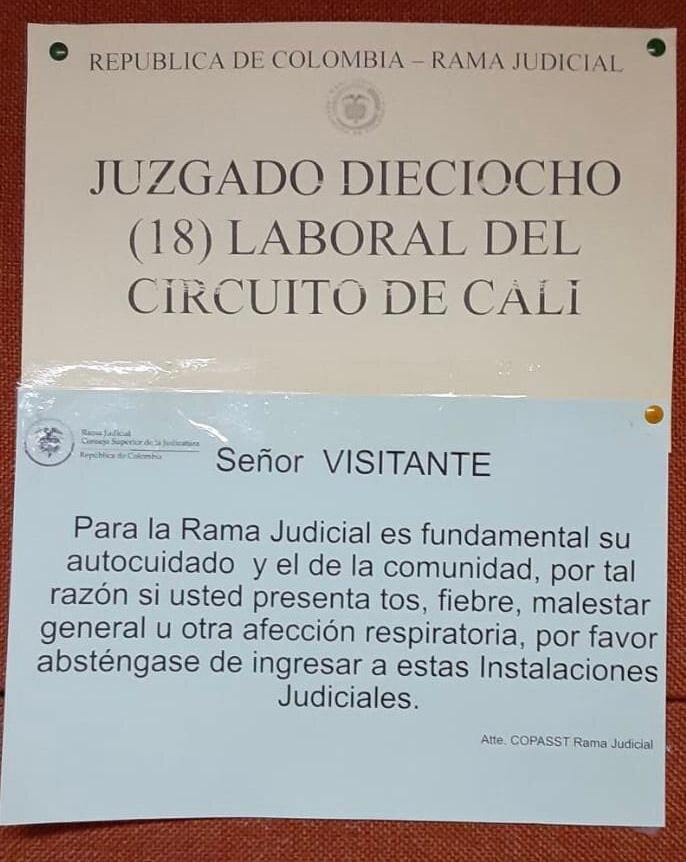 REPUBLICA DE COLOMBIA – RAMA JUDICIAL
JUZGADO DIECIOCHO
(18) LABORAL DEL
CIRCUITO DE CALI
Rama Judicial
Consejo Superior de la Judicatura
República de Colombia
Señor VISITANTE
Para la Rama Judicial es fundamental su
autocuidado y el de la comunidad, por tal
razón si usted presenta tos, fiebre, malestar
general u otra afección respiratoria, por favor
absténgase de ingresar a estas Instalaciones
Judiciales.
Atte. COPASST Rama Judicial